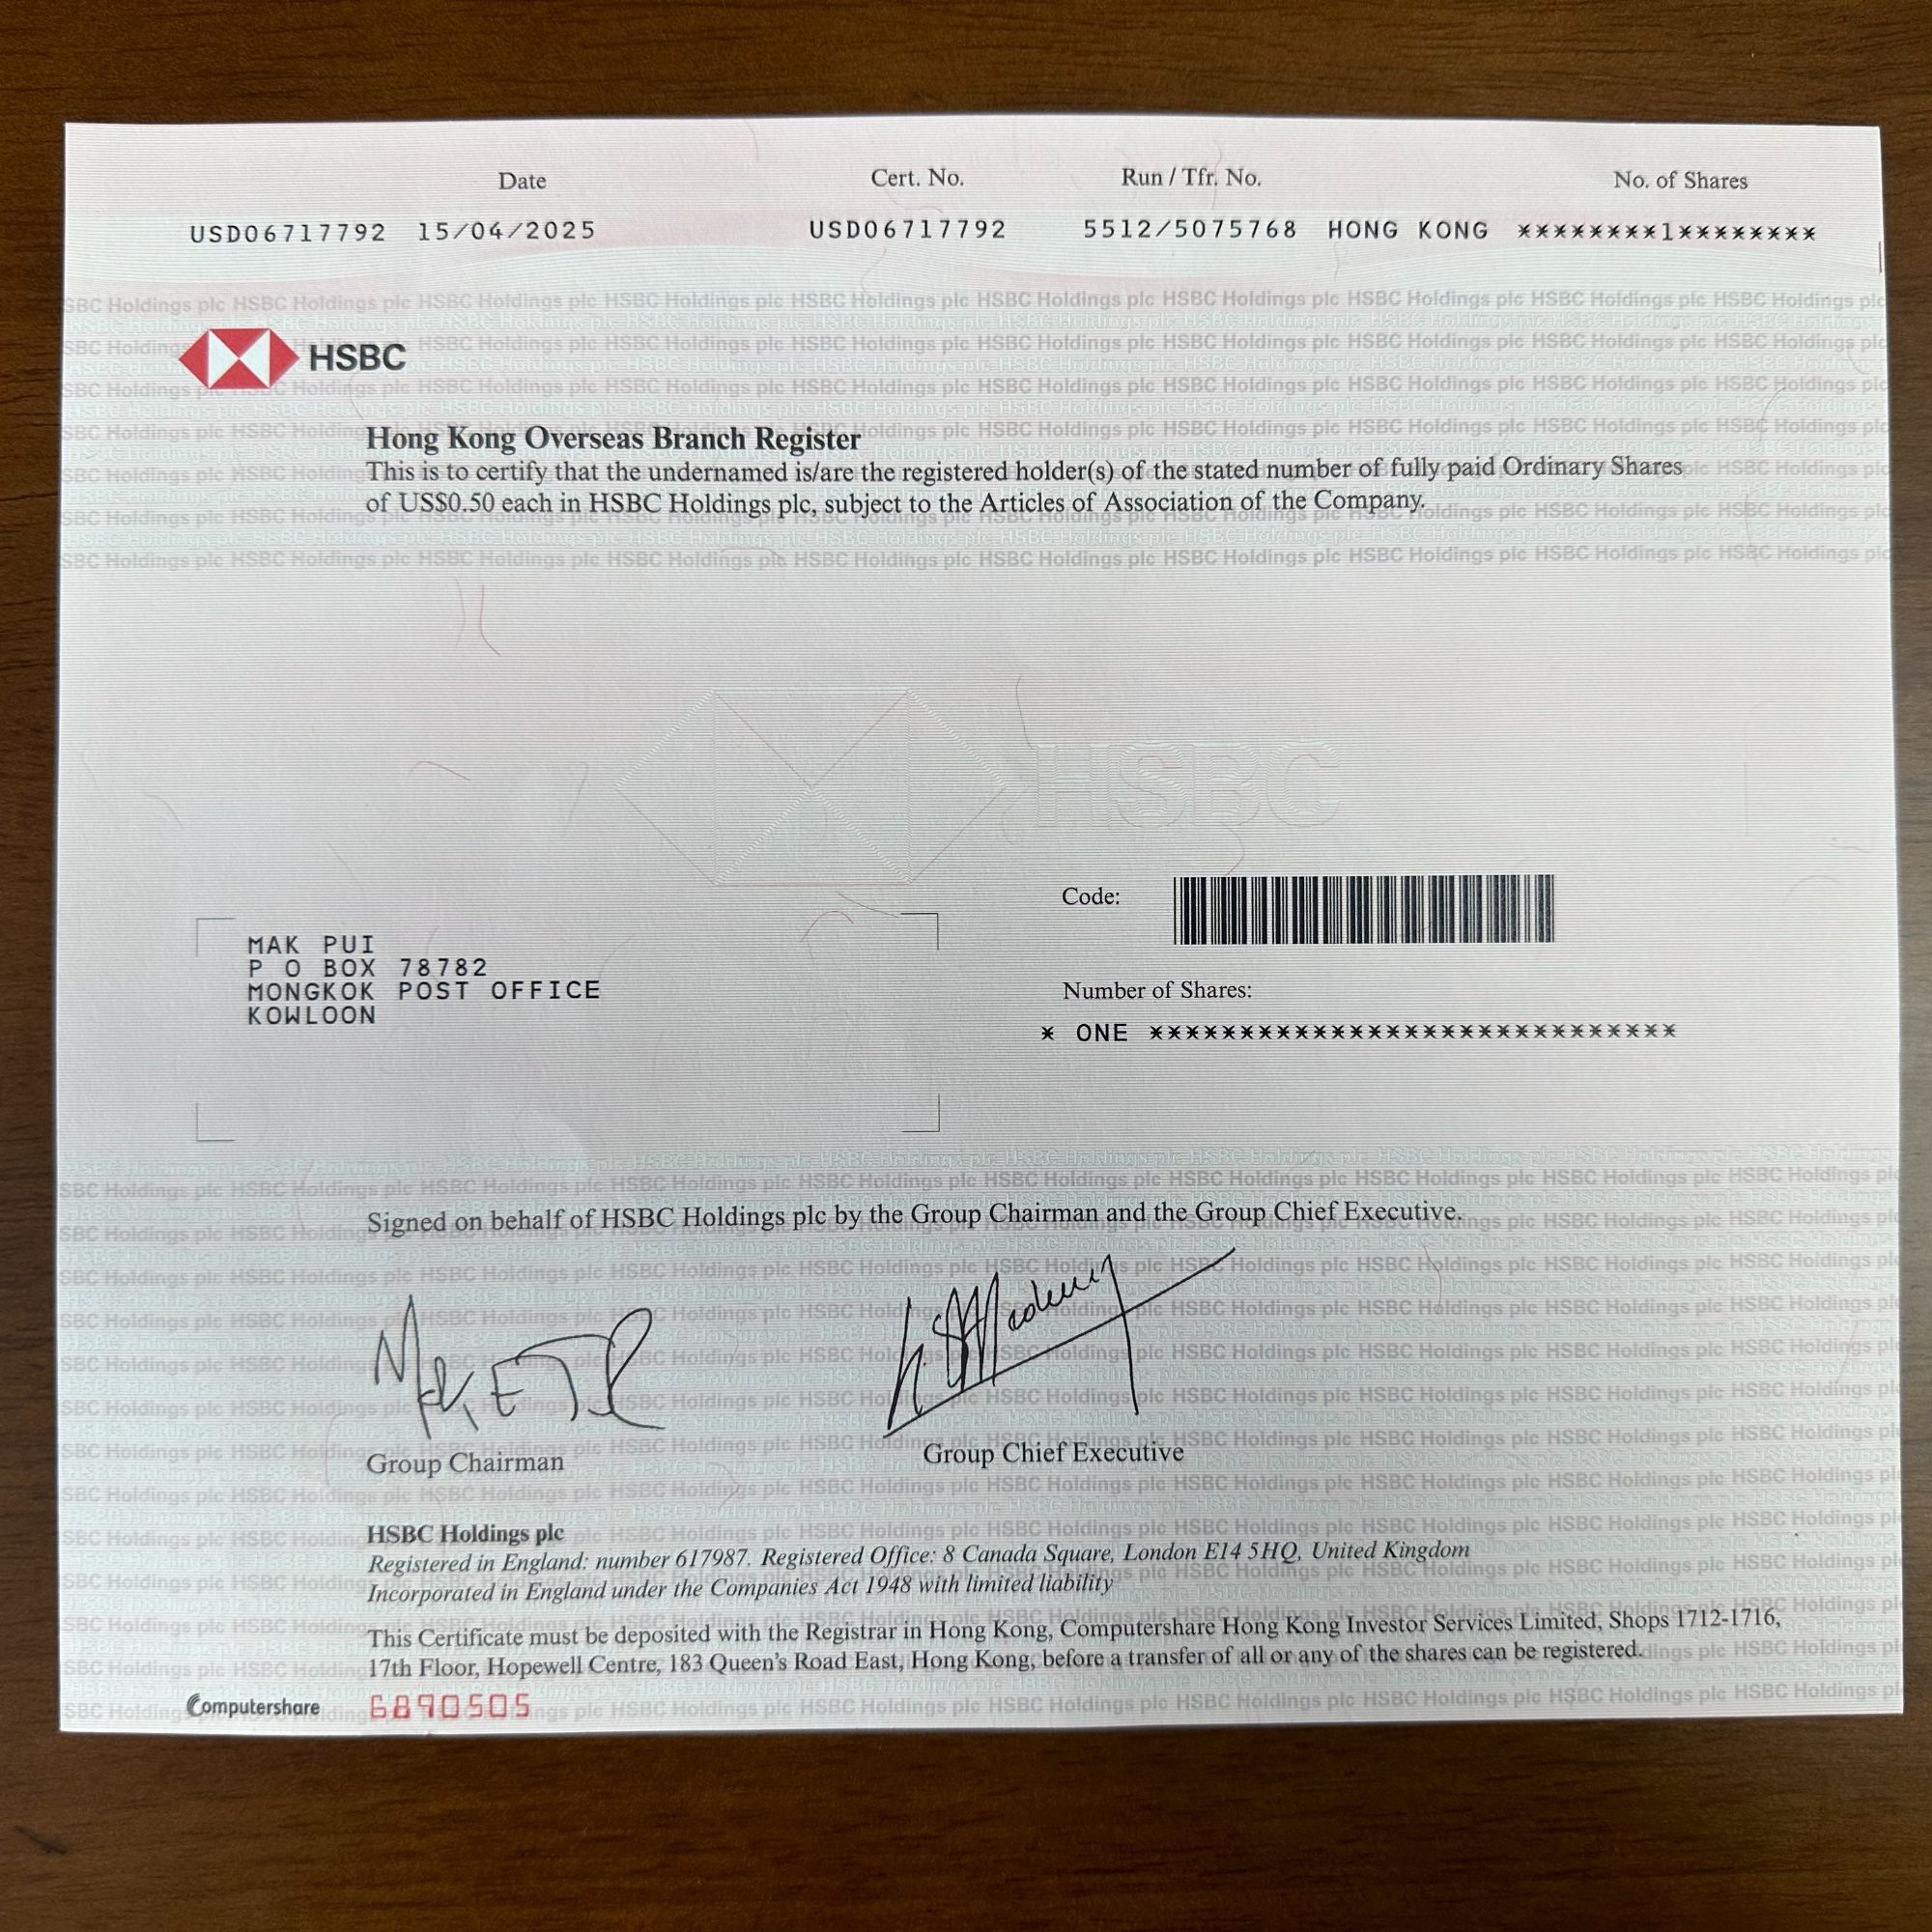 Date Cert. No. Run / Tfr. No. No. of Shares
USD06717792 15/04/2025 USD06717792 5512/5075768 HONG KONG ********1********
HSBC
Hong Kong Overseas Branch Register
This is to certify that the undernamed is/are the registered holder(s) of the stated number of fully paid Ordinary Shares
of US$0.50 each in HSBC Holdings plc, subject to the Articles of Association of the Company.
HSBC
Code:
MAK PUI
P O BOX 78782
MONGKOK POST OFFICE
KOWLOON
Number of Shares:
* ONE *****************************
Signed on behalf of HSBC Holdings plc by the Group Chairman and the Group Chief Executive.
Group Chairman
Group Chief Executive
HSBC Holdings plc
Registered in England: number 617987. Registered Office: 8 Canada Square, London E14 5HQ, United Kingdom
Incorporated in England under the Companies Act 1948 with limited liability
This Certificate must be deposited with the Registrar in Hong Kong, Computershare Hong Kong Investor Services Limited, Shops 1712-1716,
17th Floor, Hopewell Centre, 183 Queen's Road East, Hong Kong, before a transfer of all or any of the shares can be registered.
Computershare 6890505